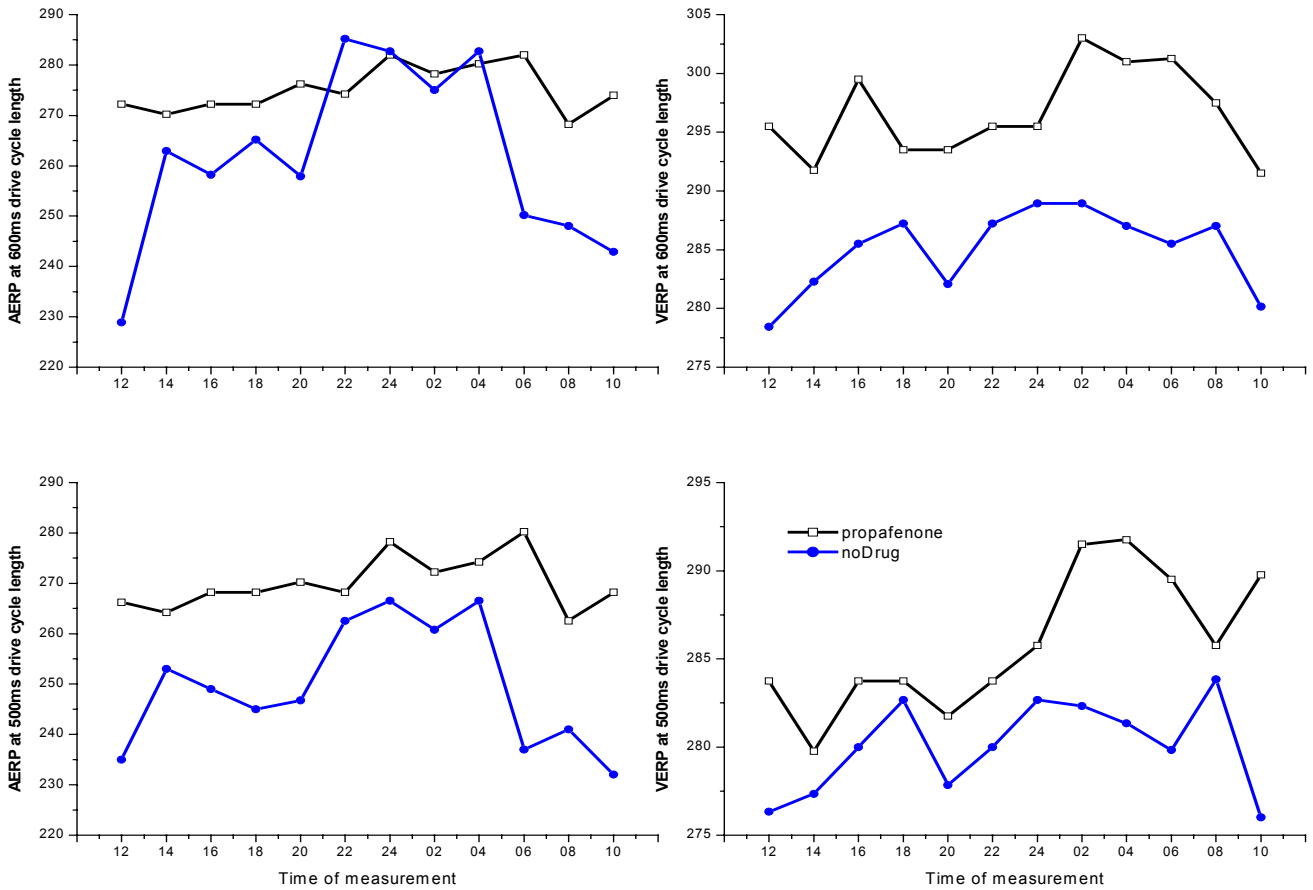 AERP at 600ms drive cycle length
290
280
270
260
250
240
230
220
12 14 16 18 20 22 24 02 04 06 08 10
VERP at 600ms drive cycle length
305
300
295
290
285
280
275
12 14 16 18 20 22 24 02 04 06 08 10
AERP at 500ms drive cycle length
290
280
270
260
250
240
230
220
12 14 16 18 20 22 24 02 04 06 08 10
Time of measurement
VERP at 500ms drive cycle length
295
290
285
280
275
propafenone
noDrug
12 14 16 18 20 22 24 02 04 06 08 10
Time of measurement